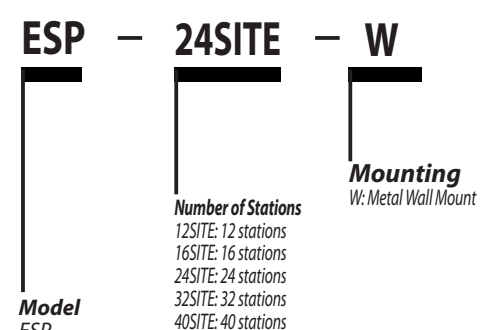 ESP – 24SITE – W
Mounting
W: Metal Wall Mount
Number of Stations
12SITE: 12 stations
16SITE: 16 stations
24SITE: 24 stations
32SITE: 32 stations
40SITE: 40 stations
Model
ESP